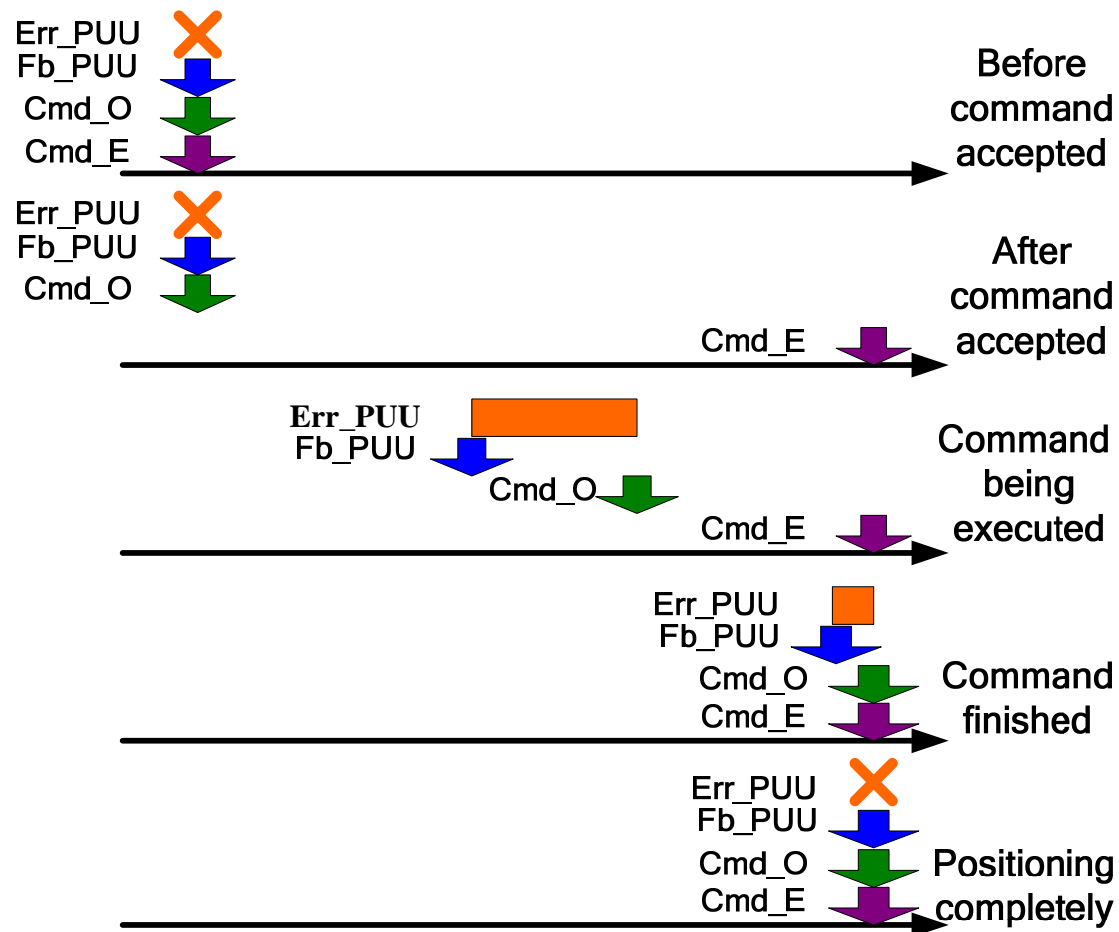 Err_PUU
Fb_PUU
Cmd_O
Cmd_E
Before
command
accepted
Err_PUU
Fb_PUU
Cmd_O
Cmd_E
After
command
accepted
Err_PUU
Fb_PUU
Cmd_O
Cmd_E
Command
being
executed
Err_PUU
Fb_PUU
Cmd_O
Cmd_E
Command
finished
Err_PUU
Fb_PUU
Cmd_O
Cmd_E
Positioning
completely